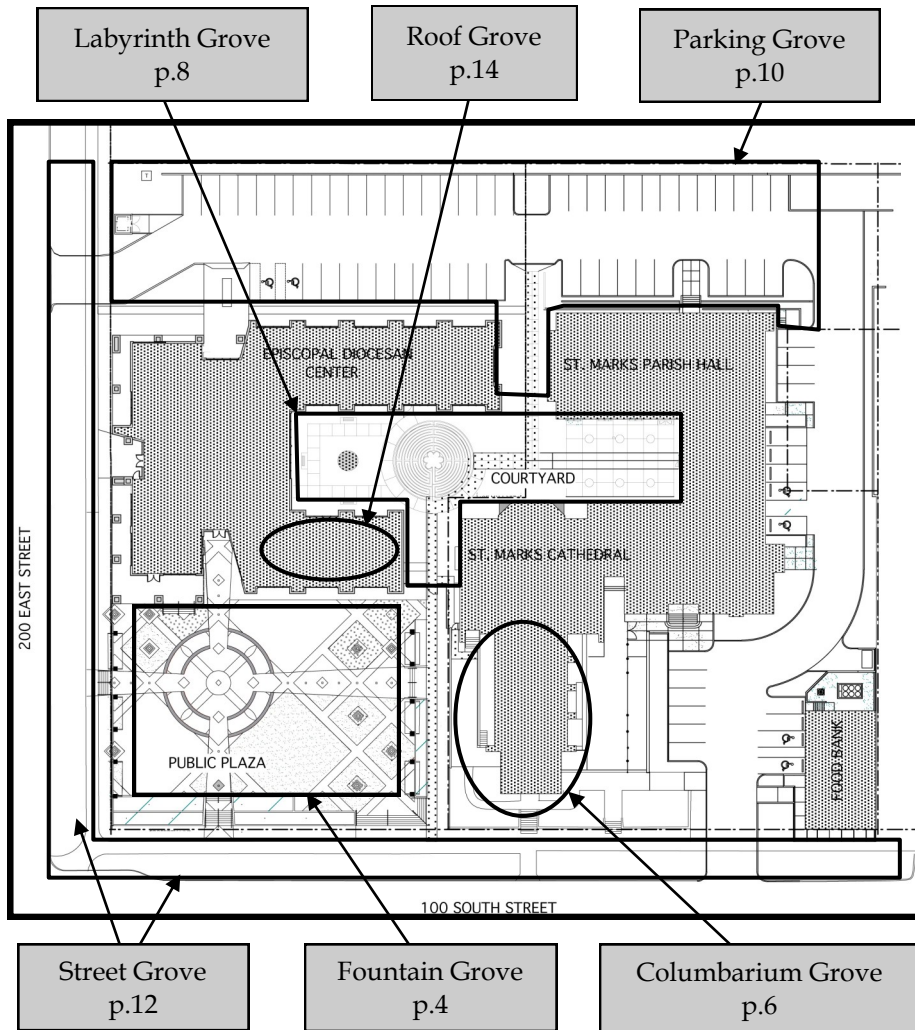 Labyrinth Grove
p.8
Roof Grove
p.14
Parking Grove
p.10
T
EPISCOPAL DIOCESAN
CENTER
ST. MARKS PARISH HALL
COURTYARD
ST. MARKS CATHEDRAL
200 EAST STREET
PUBLIC PLAZA
FOOD BANK
100 SOUTH STREET
Street Grove
p.12
Fountain Grove
p.4
Columbarium Grove
p.6